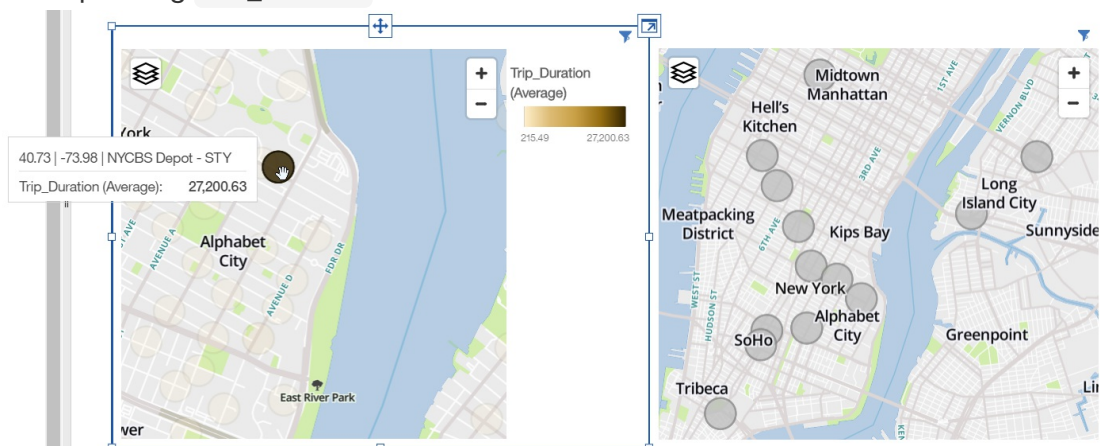 40.73 | -73.98 | NYCBS Depot - STY
Trip_Duration (Average): 27,200.63
York
AVENUE A
Alphabet
City
AVENUE D
FDR DR
East River Park
+
−
Trip_Duration
(Average)
215.49 27,200.63
Midtown
Manhattan
Hell's
Kitchen
1ST AVE
VERNON BLVD
3RD AVE
Long
Island City
Meatpacking
District
6TH AVE
Kips Bay
Sunnyside
WEST ST
HUDSON ST
New York
Alphabet
City
SoHo
Greenpoint
Tribeca
+
−